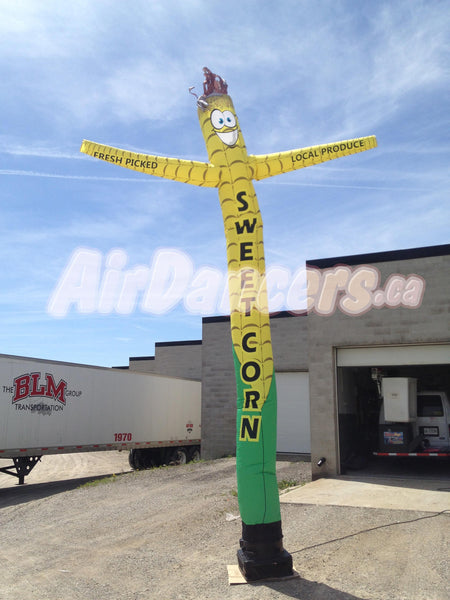 FRESH PICKED
LOCAL PRODUCE
SWEET CORN
AirDancers.ca
THE BLM GROUP
TRANSPORTATION
1970